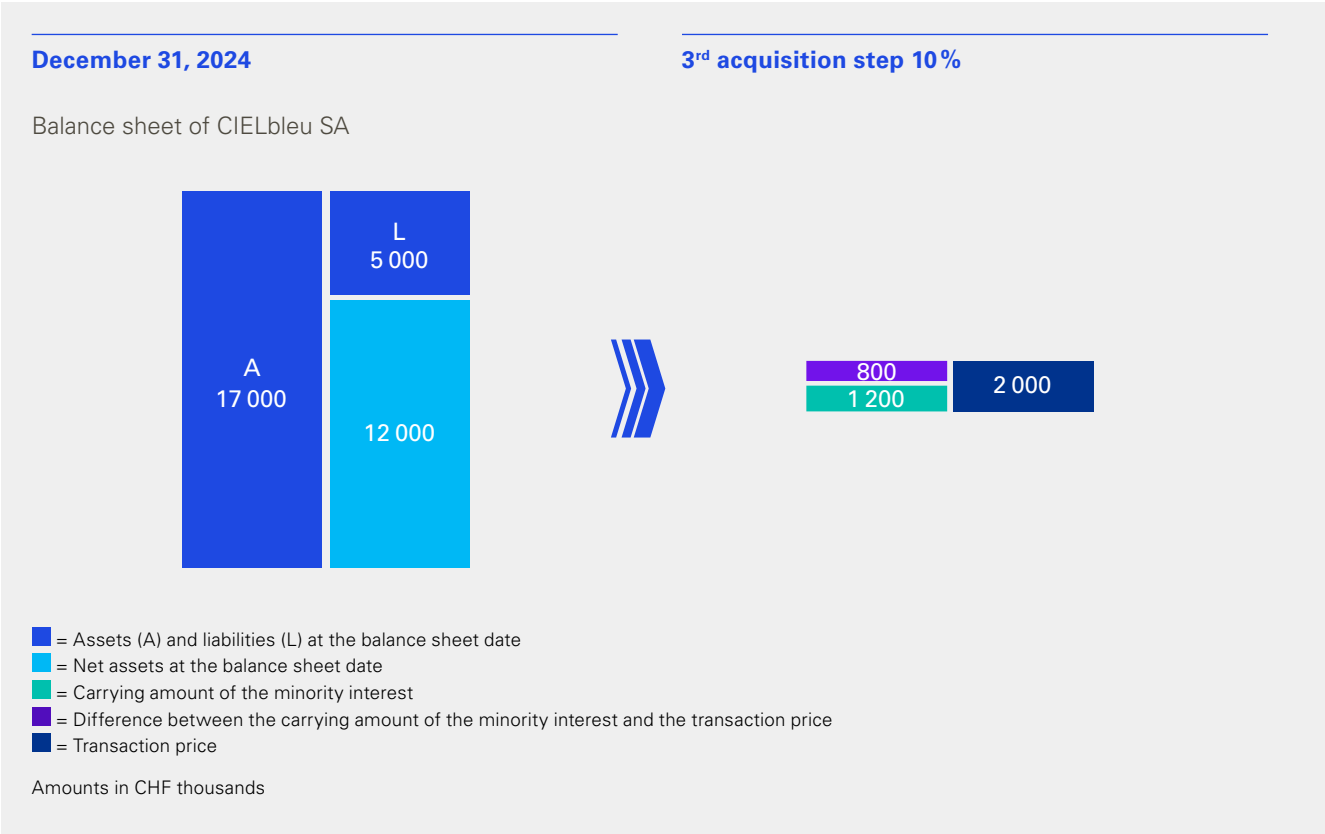 December 31, 2024
3rd acquisition step 10 %
Balance sheet of CIELbleu SA
A
17 000
L
5 000
12 000
800
1 200
2 000
= Assets (A) and liabilities (L) at the balance sheet date
= Net assets at the balance sheet date
= Carrying amount of the minority interest
= Difference between the carrying amount of the minority interest and the transaction price
= Transaction price
Amounts in CHF thousands